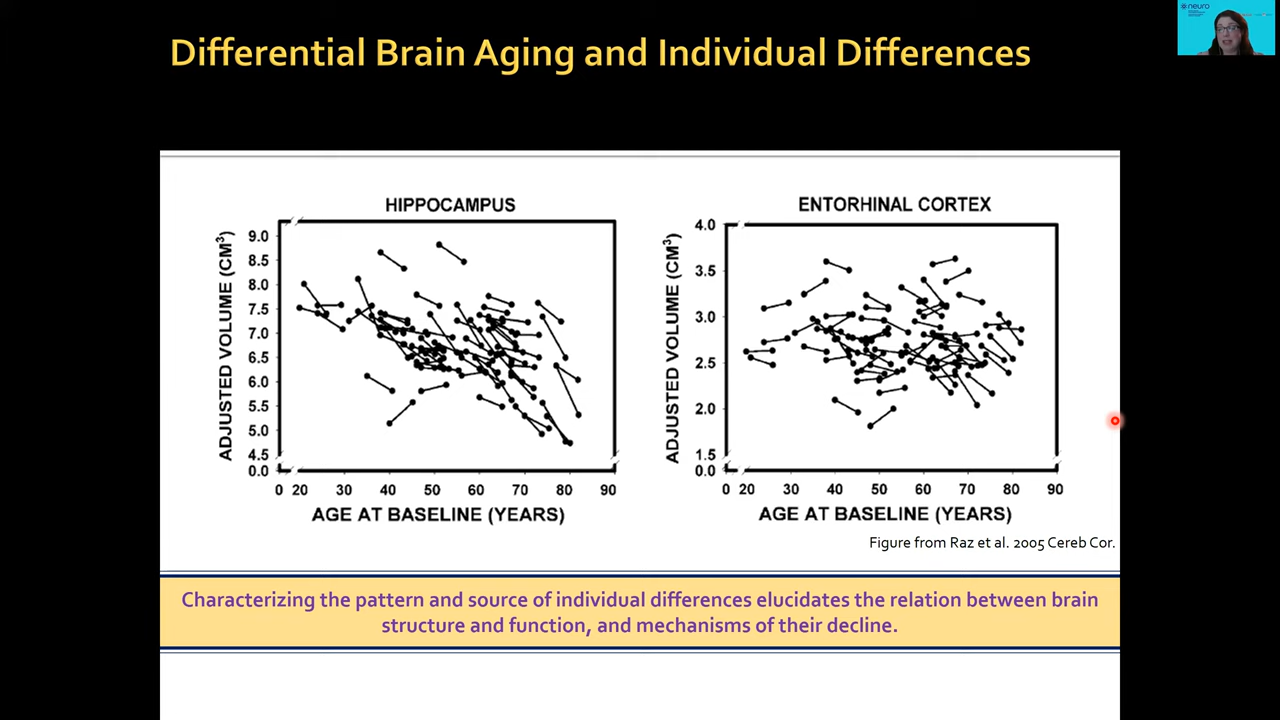 Differential Brain Aging and Individual Differences
neuro
HIPPOCAMPUS
ADJUSTED VOLUME (CM³)
9.0
8.5
8.0
7.5
7.0
6.5
6.0
5.5
5.0
4.5
0.0
0 20 30 40 50 60 70 80 90
AGE AT BASELINE (YEARS)
ENTORHINAL CORTEX
ADJUSTED VOLUME (CM³)
4.0
3.5
3.0
2.5
2.0
1.5
0.0
0 20 30 40 50 60 70 80 90
AGE AT BASELINE (YEARS)
Figure from Raz et al. 2005 Cereb Cor.
Characterizing the pattern and source of individual differences elucidates the relation between brain
structure and function, and mechanisms of their decline.